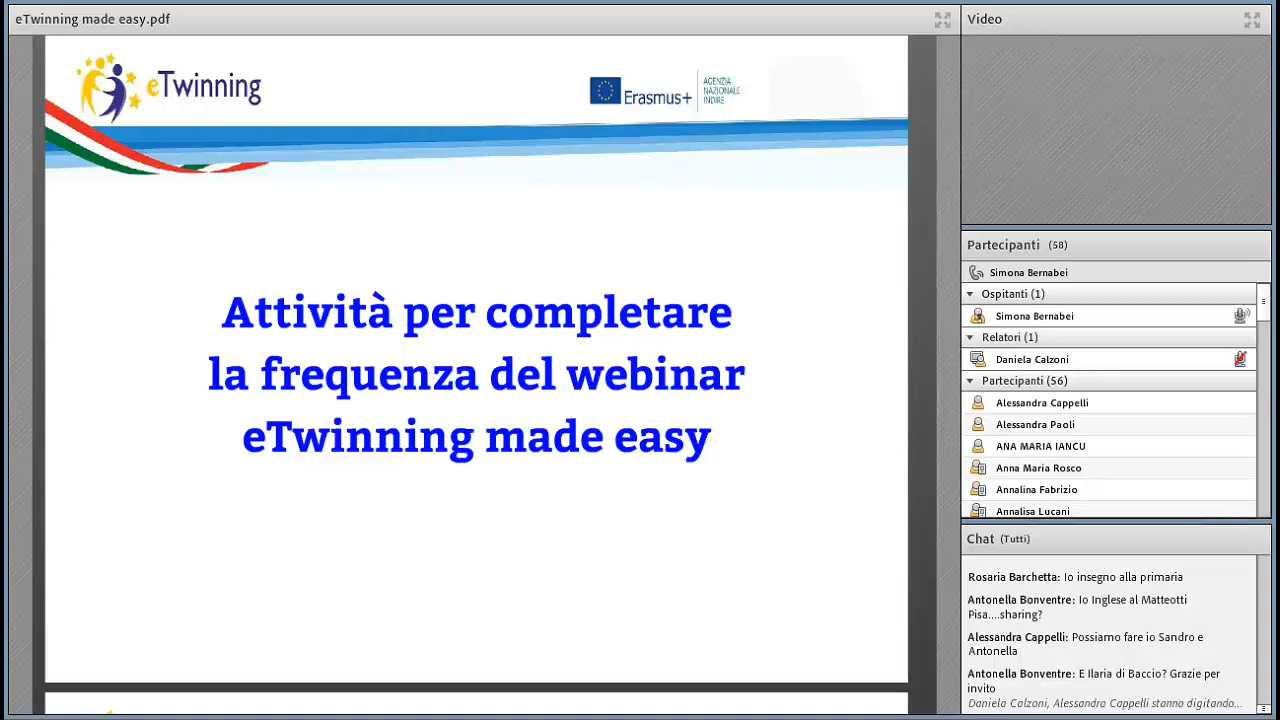 eTwinning made easy.pdf
eTwinning
Erasmus+
AGENZIA
NAZIONALE
INDIRE
Attività per completare
la frequenza del webinar
eTwinning made easy
Video
Partecipanti (58)
Simona Bernabei
Ospitanti (1)
Simona Bernabei
Relatori (1)
Daniela Calzoni
Partecipanti (56)
Alessandra Cappelli
Alessandra Paoli
ANA MARIA IANCU
Anna Maria Rosco
Annalina Fabrizio
Annalisa Lucani
Chat (Tutti)
Rosaria Barchetta: Io insegno alla primaria
Antonella Bonventre: Io Inglese al Matteotti
Pisa....sharing?
Alessandra Cappelli: Possiamo fare io Sandro e
Antonella
Antonella Bonventre: E Ilaria di Baccio? Grazie per
invito
Daniela Calzoni, Alessandra Cappelli stanno digitando...